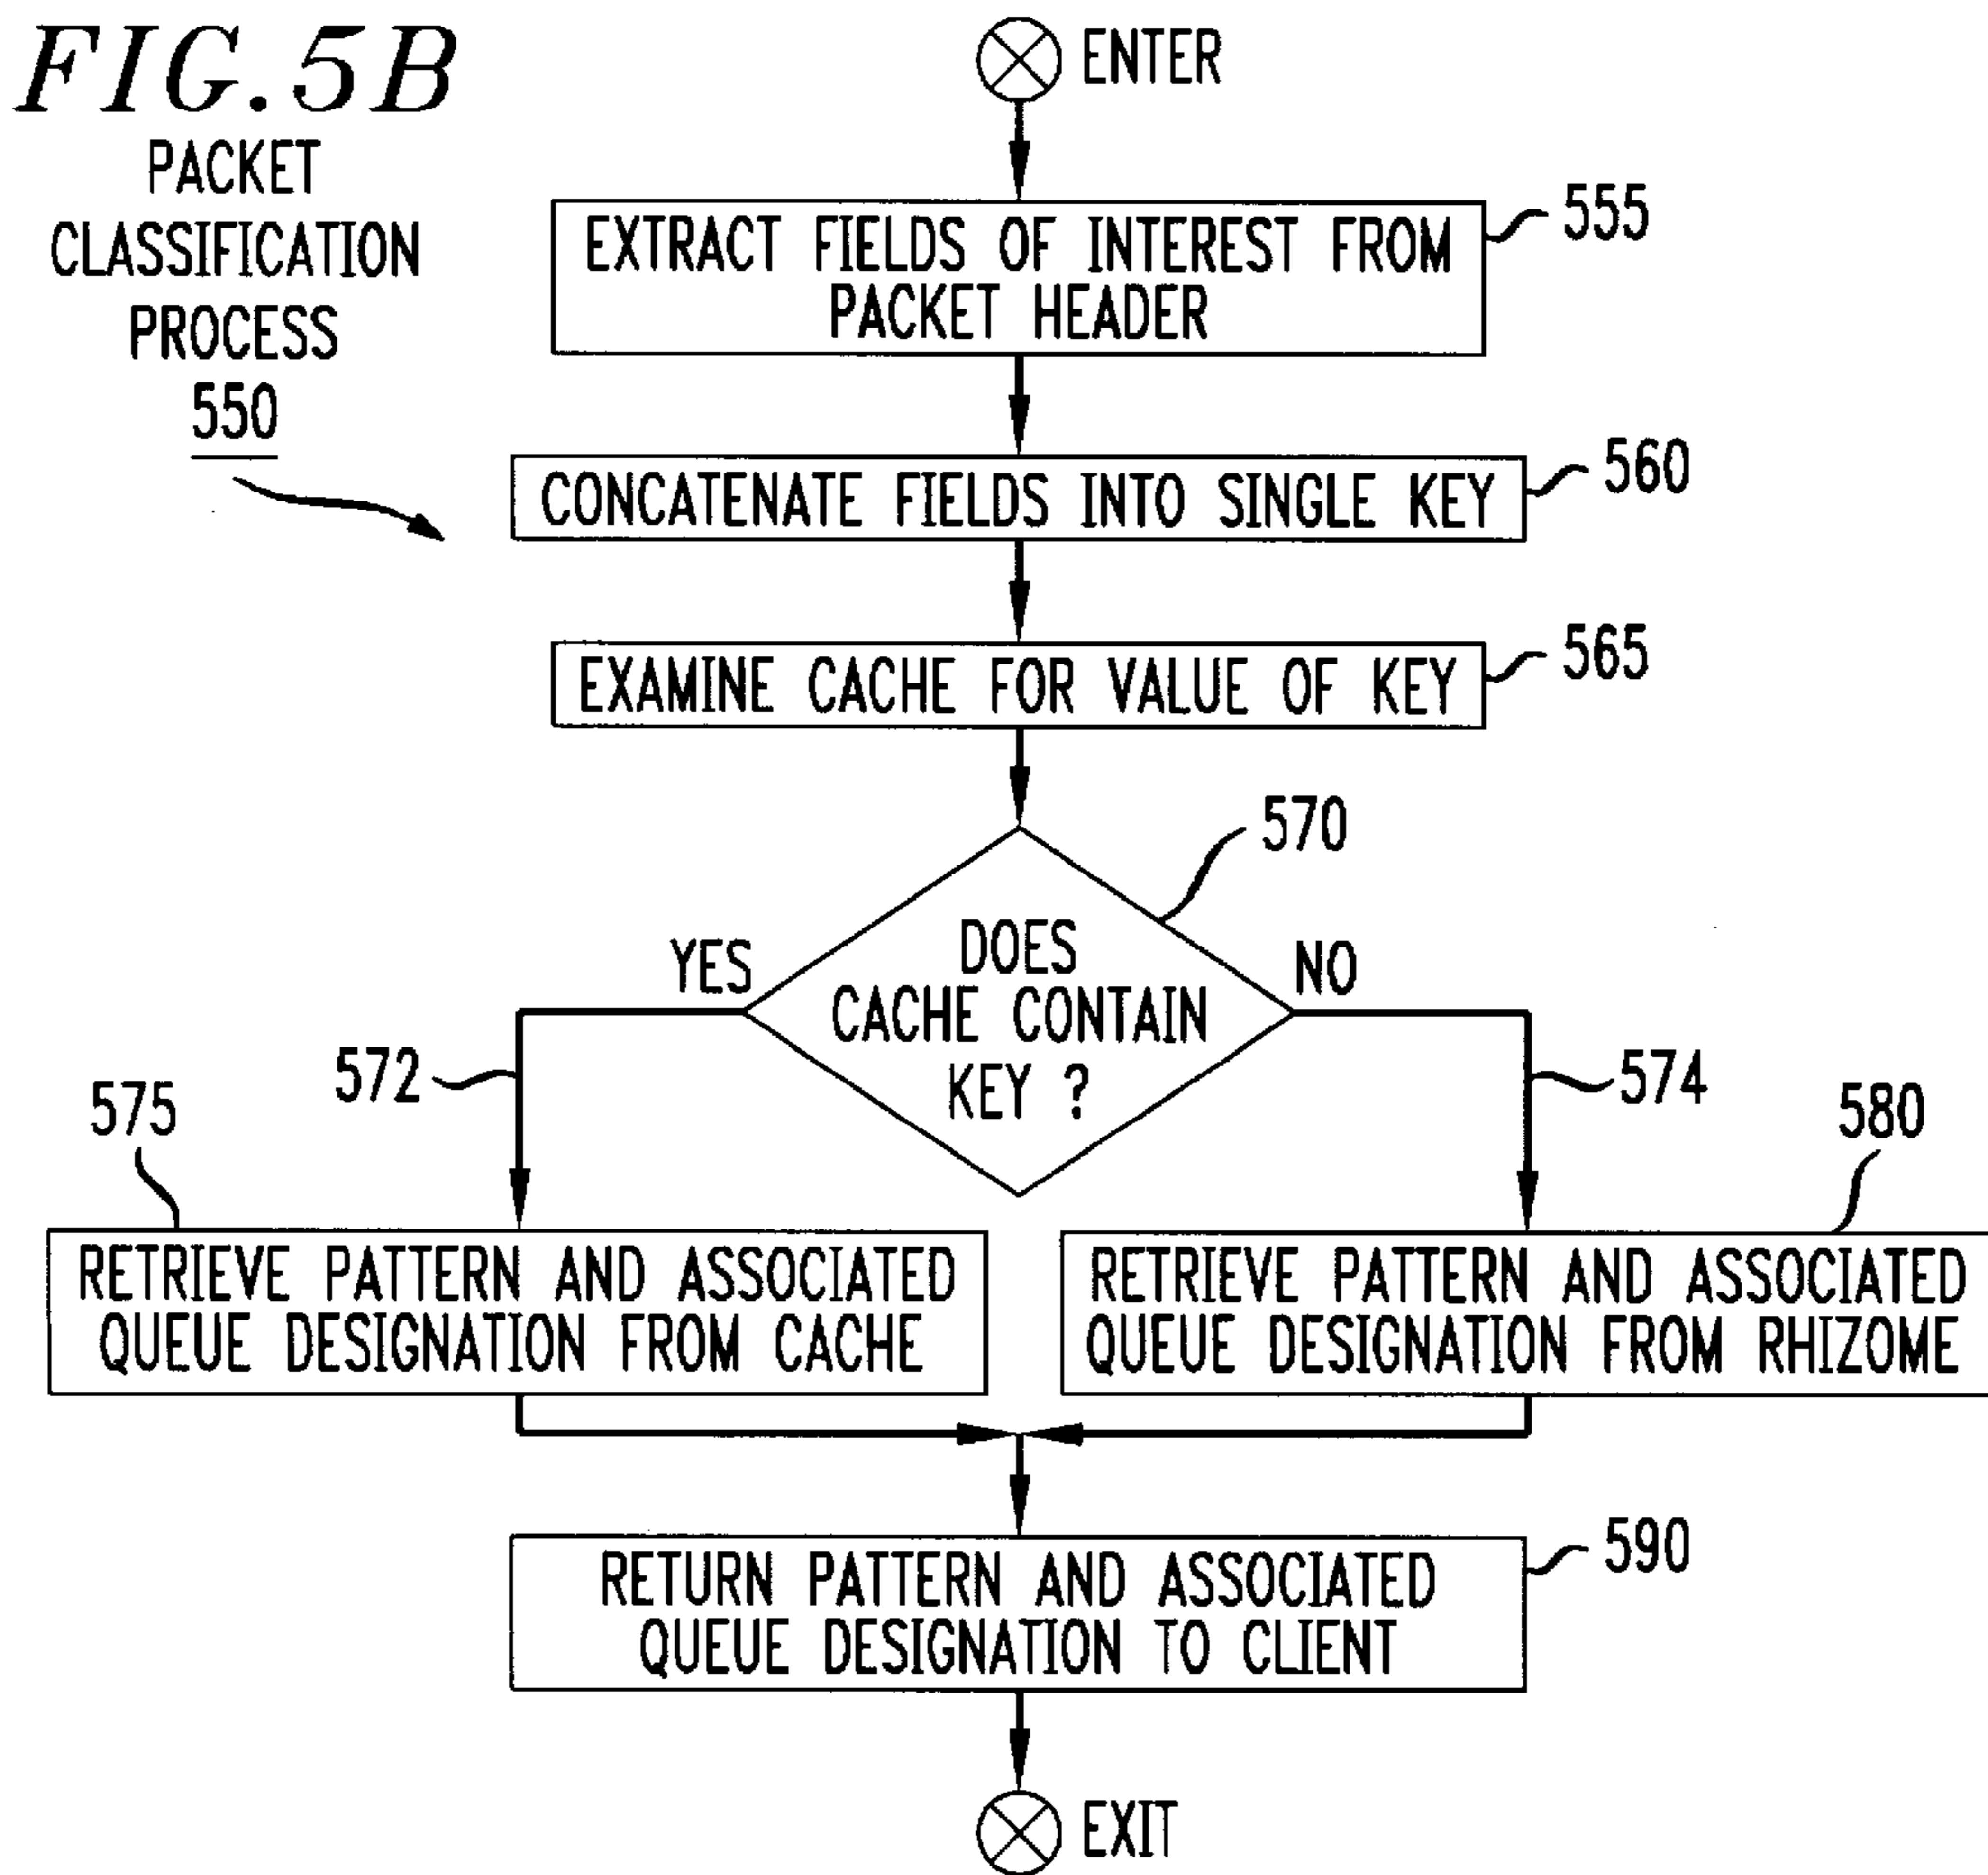 FIG. 5B
PACKET
CLASSIFICATION
PROCESS
550
ENTER
EXTRACT FIELDS OF INTEREST FROM
PACKET HEADER
555
CONCATENATE FIELDS INTO SINGLE KEY
560
EXAMINE CACHE FOR VALUE OF KEY
565
570
DOES
CACHE CONTAIN
KEY ?
YES
NO
572
574
575
580
RETRIEVE PATTERN AND ASSOCIATED
QUEUE DESIGNATION FROM CACHE
RETRIEVE PATTERN AND ASSOCIATED
QUEUE DESIGNATION FROM RHIZOME
RETURN PATTERN AND ASSOCIATED
QUEUE DESIGNATION TO CLIENT
590
EXIT